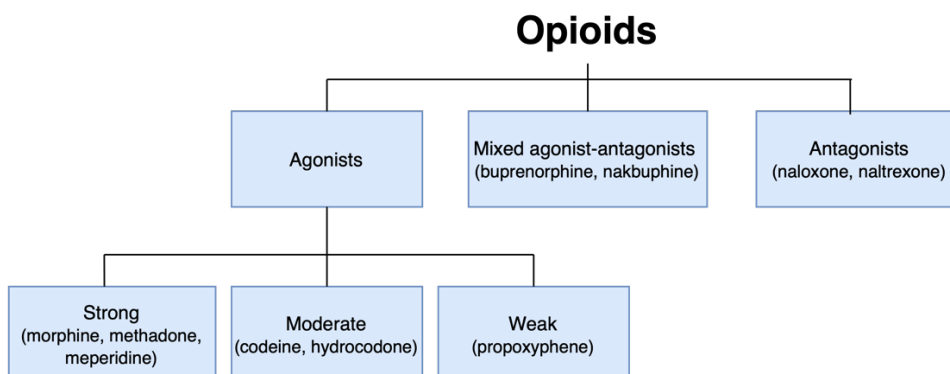 Opioids
Agonists
Mixed agonist-antagonists
(buprenorphine, nakbuphine)
Antagonists
(naloxone, naltrexone)
Strong
(morphine, methadone,
meperidine)
Moderate
(codeine, hydrocodone)
Weak
(propoxyphene)